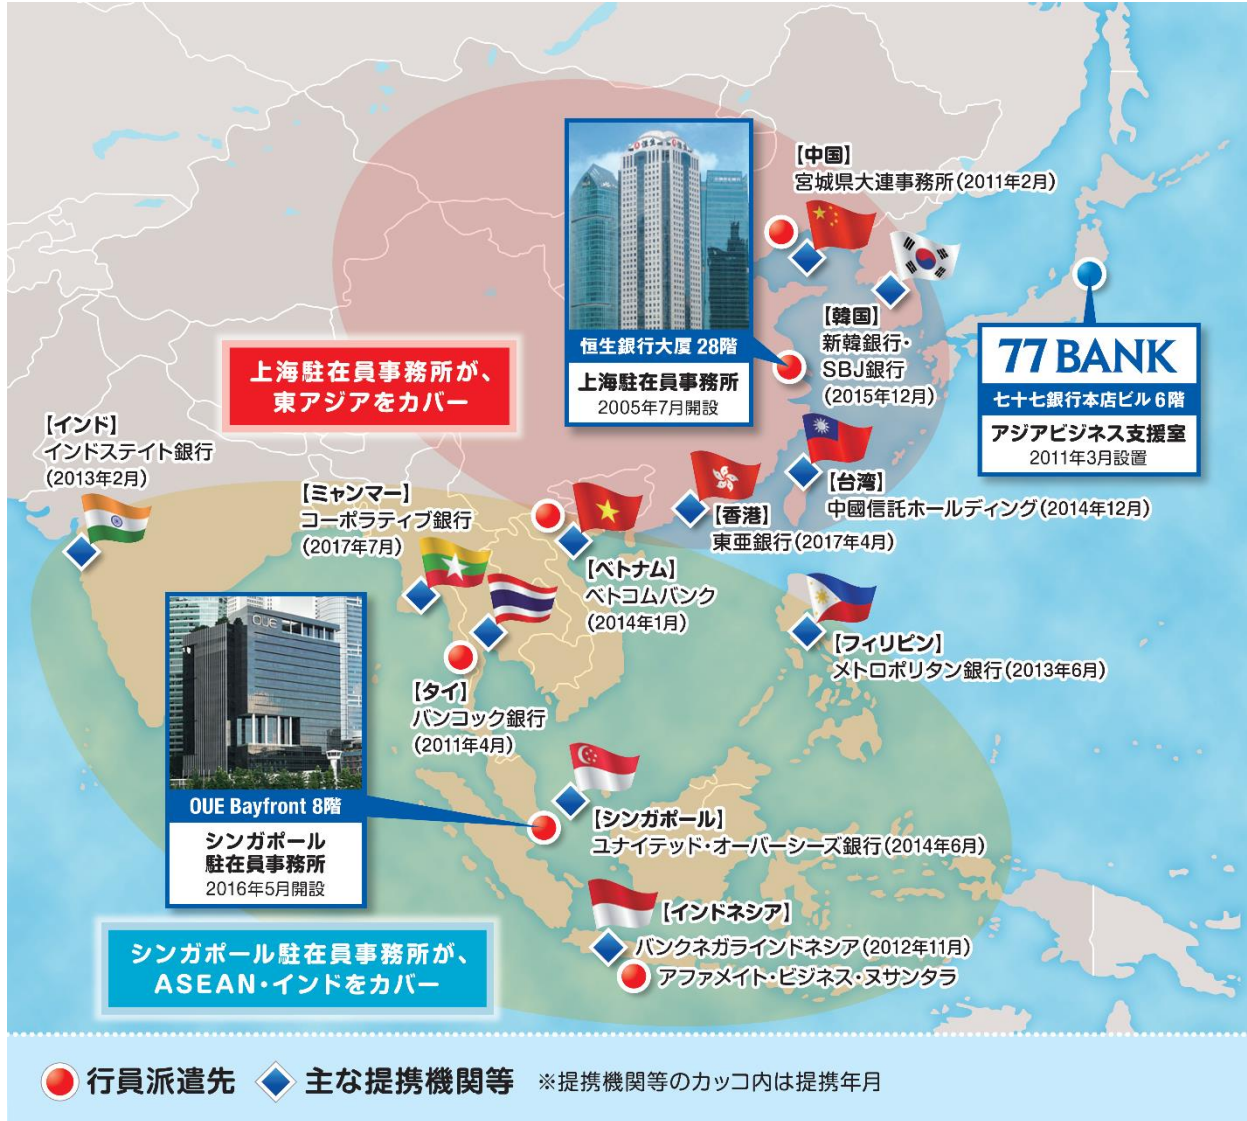 【中国】
宮城県大連事務所(2011年2月)
恒生銀行大厦 28階
上海駐在員事務所
2005年7月開設
【韓国】
新韓銀行・
SBJ銀行
(2015年12月)
77 BANK
七十七銀行本店ビル 6階
アジアビジネス支援室
2011年3月設置
上海駐在員事務所が、
東アジアをカバー
【インド】
インドステイト銀行
(2013年2月)
【ミャンマー】
コーポラティブ銀行
(2017年7月)
【台湾】
中國信託ホールディング(2014年12月)
【香港】
東亜銀行(2017年4月)
【ベトナム】
ベトコムバンク
(2014年1月)
【フィリピン】
メトロポリタン銀行(2013年6月)
【タイ】
バンコック銀行
(2011年4月)
OUE
OUE Bayfront 8階
シンガポール
駐在員事務所
2016年5月開設
【シンガポール】
ユナイテッド・オーバーシーズ銀行(2014年6月)
【インドネシア】
バンクネガラインドネシア(2012年11月)
アファメイト・ビジネス・ヌサンタラ
シンガポール駐在員事務所が、
ASEAN・インドをカバー
行員派遣先 主な提携機関等 ※提携機関等のカッコ内は提携年月